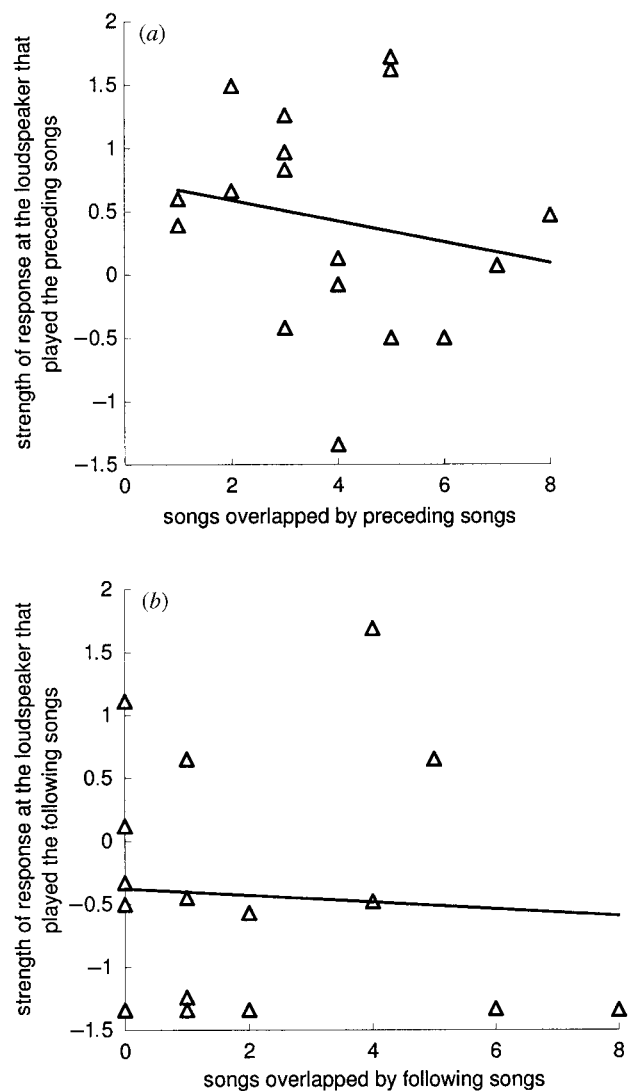 (a)
2
1.5
1
0.5
0
−0.5
−1
−1.5
strength of response at the loudspeaker that
played the preceding songs
0 2 4 6 8
songs overlapped by preceding songs
(b)
2
1.5
1
0.5
0
−0.5
−1
−1.5
strength of response at the loudspeaker that
played the following songs
0 2 4 6 8
songs overlapped by following songs